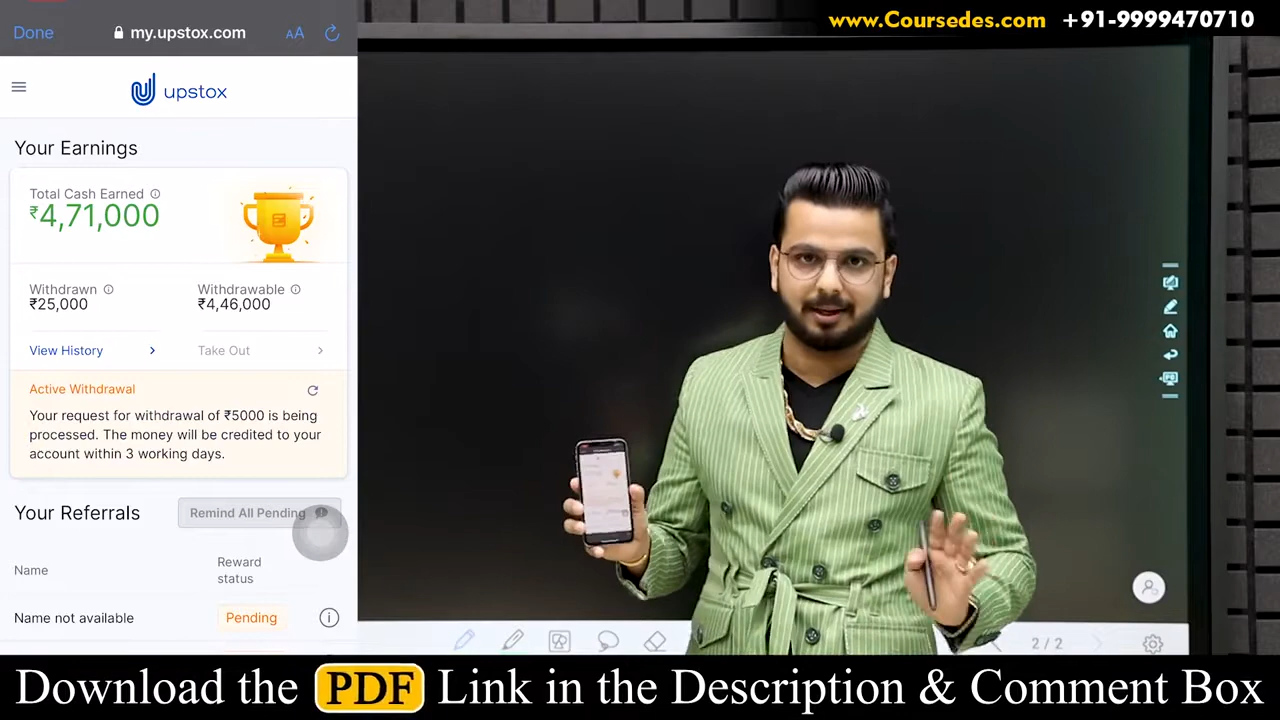 www.Coursedes.com +91-9999470710
Done
my.upstox.com
AA
upstox
Your Earnings
Total Cash Earned
₹4,71,000
Withdrawn
₹25,000
Withdrawable
₹4,46,000
View History
Take Out
Active Withdrawal
Your request for withdrawal of ₹5000 is being
processed. The money will be credited to your
account within 3 working days.
Your Referrals
Remind All Pending
Name
Reward
status
Name not available
Pending
2 / 2
Download the PDF Link in the Description & Comment Box